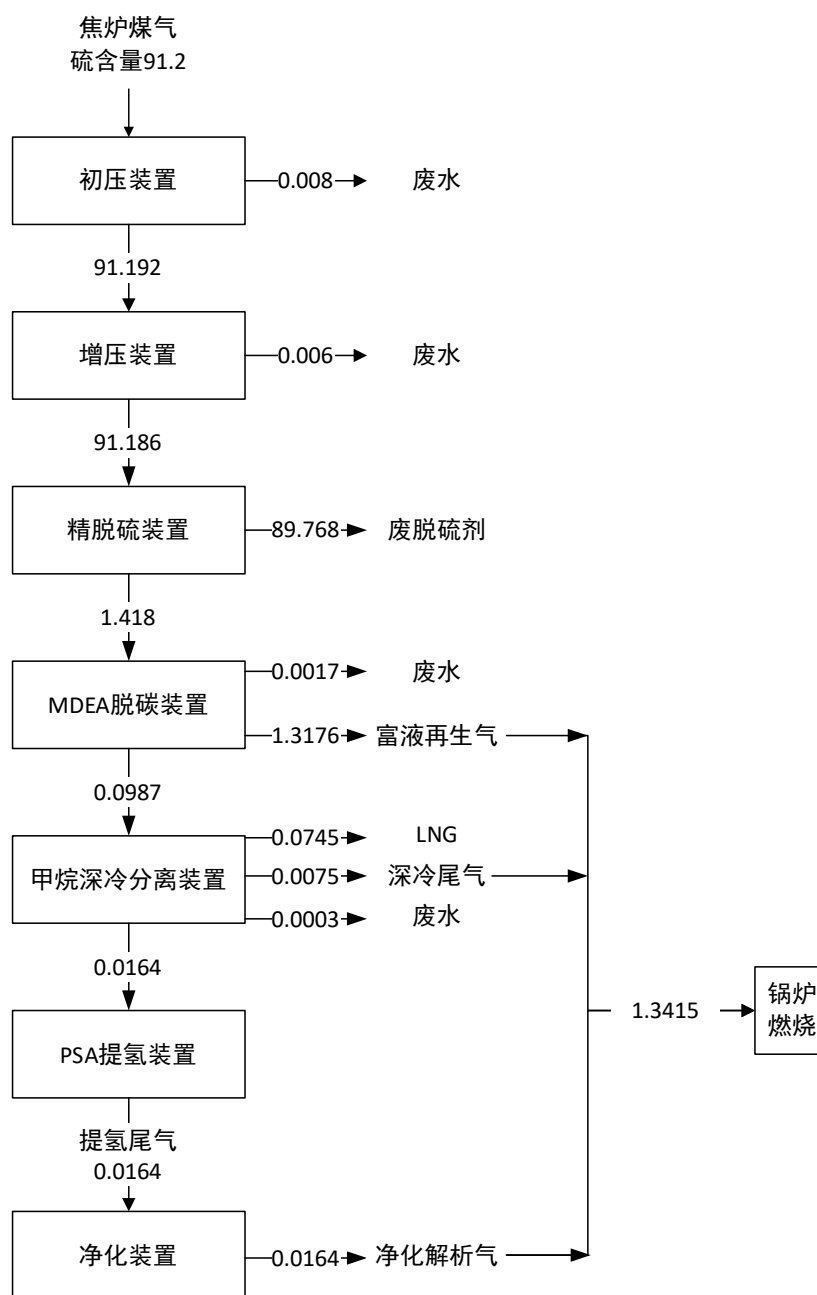 焦炉煤气
硫含量91.2
初压装置
0.008
废水
91.192
增压装置
0.006
废水
91.186
精脱硫装置
89.768
废脱硫剂
1.418
MDEA脱碳装置
0.0017
废水
1.3176
富液再生气
0.0987
甲烷深冷分离装置
0.0745
LNG
0.0075
深冷尾气
0.0003
废水
0.0164
PSA提氢装置
1.3415
锅炉
燃烧
提氢尾气
0.0164
净化装置
0.0164
净化解析气